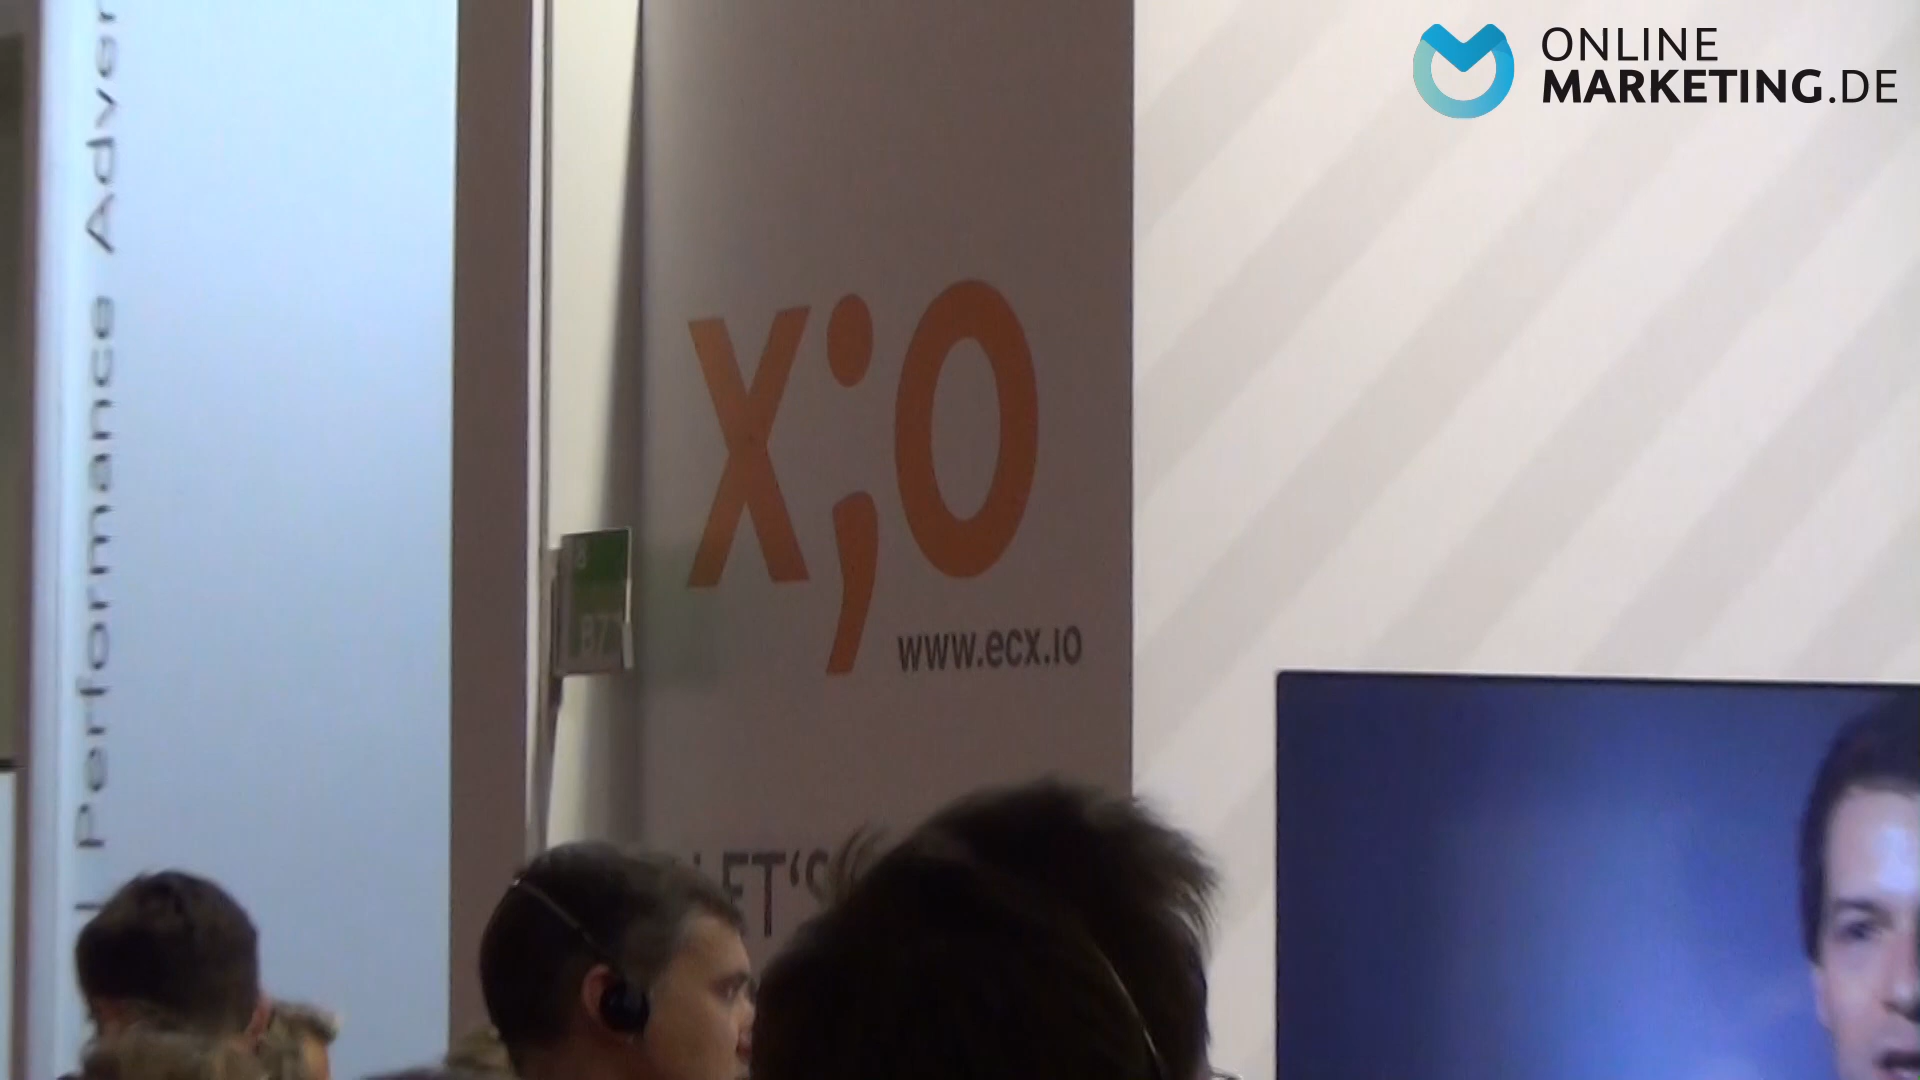 ONLINE
MARKETING.DE
Performance Adver
x;o
www.ecx.io
LET'S